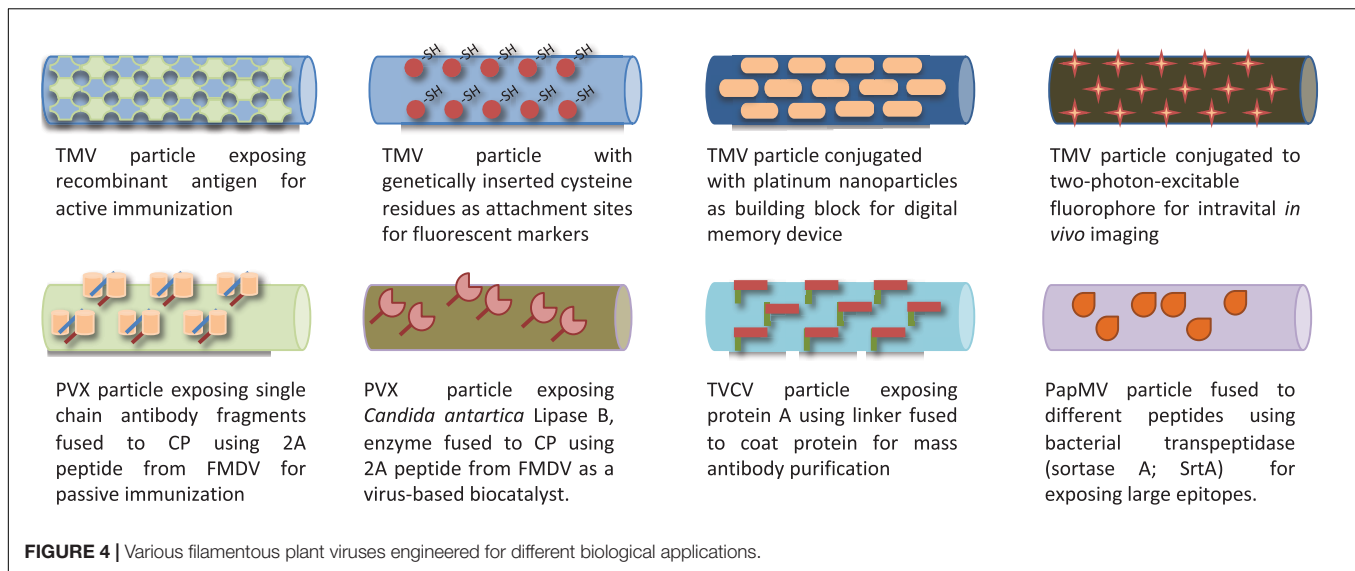 -SH -SH -SH -SH -SH
-SH -SH -SH -SH -SH
TMV particle exposing
recombinant antigen for
active immunization
TMV particle with
genetically inserted cysteine
residues as attachment sites
for fluorescent markers
TMV particle conjugated
with platinum nanoparticles
as building block for digital
memory device
TMV particle conjugated to
two-photon-excitable
fluorophore for intravital in
vivo imaging
PVX particle exposing single
chain antibody fragments
fused to CP using 2A
peptide from FMDV for
passive immunization
PVX particle exposing
Candida antartica Lipase B,
enzyme fused to CP using
2A peptide from FMDV as a
virus-based biocatalyst.
TVCV particle exposing
protein A using linker fused
to coat protein for mass
antibody purification
PapMV particle fused to
different peptides using
bacterial transpeptidase
(sortase A; SrtA) for
exposing large epitopes.
FIGURE 4 | Various filamentous plant viruses engineered for different biological applications.